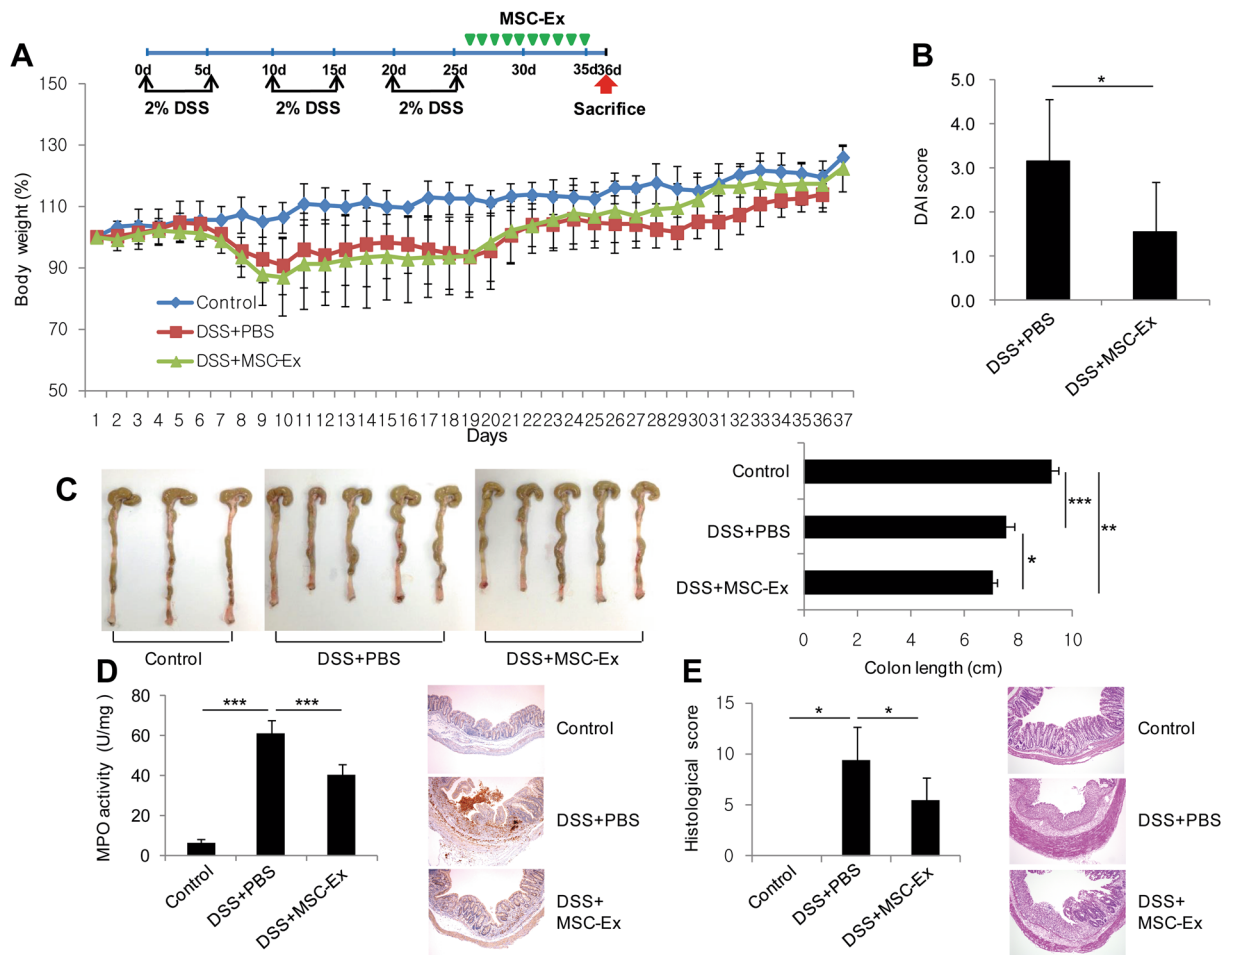 MSC-Ex
A
0d 5d 10d 15d 20d 25d 30d 35d 36d
2% DSS 2% DSS 2% DSS Sacrifice
150
130
110
90
70
50
Body weight (%)
Control
DSS+PBS
DSS+MSC-Ex
1 2 3 4 5 6 7 8 9 10 11 12 13 14 15 16 17 18 19 20 21 22 23 24 25 26 27 28 29 30 31 32 33 34 35 36 37
Days
B
5.0
4.0
3.0
2.0
1.0
0.0
DAI score
*
DSS+PBS
DSS+MSC-Ex
C
Control DSS+PBS DSS+MSC-Ex
Control
DSS+PBS
DSS+MSC-Ex
***
**
*
0 2 4 6 8 10
Colon length (cm)
D
80
60
40
20
0
MPO activity (U/mg )
*** ***
Control
DSS+PBS
DSS+MSC-Ex
Control
DSS+PBS
DSS+
MSC-Ex
E
15
10
5
0
Histological score
* *
Control
DSS+PBS
DSS+MSC-Ex
Control
DSS+PBS
DSS+
MSC-Ex